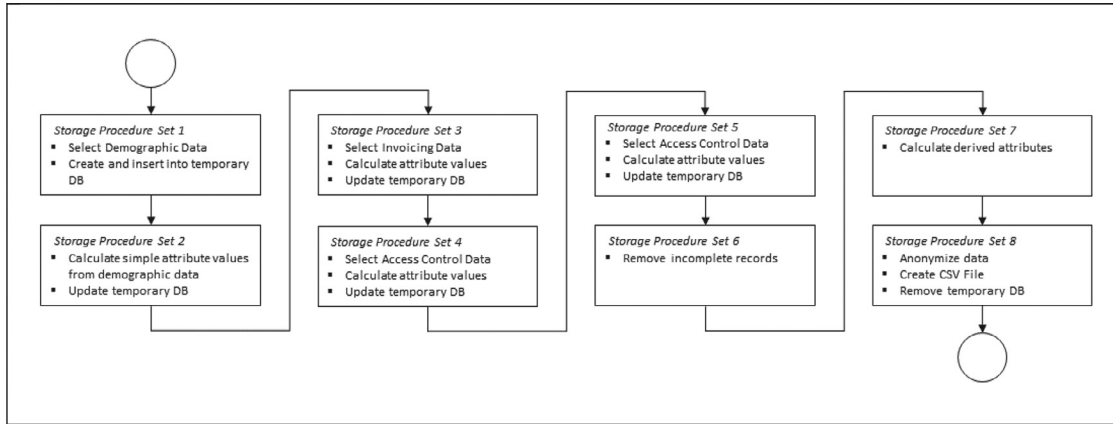 Storage Procedure Set 1
▪ Select Demographic Data
▪ Create and insert into temporary
DB
Storage Procedure Set 2
▪ Calculate simple attribute values
from demographic data
▪ Update temporary DB
Storage Procedure Set 3
▪ Select Invoicing Data
▪ Calculate attribute values
▪ Update temporary DB
Storage Procedure Set 4
▪ Select Access Control Data
▪ Calculate attribute values
▪ Update temporary DB
Storage Procedure Set 5
▪ Select Access Control Data
▪ Calculate attribute values
▪ Update temporary DB
Storage Procedure Set 6
▪ Remove incomplete records
Storage Procedure Set 7
▪ Calculate derived attributes
Storage Procedure Set 8
▪ Anonymize data
▪ Create CSV File
▪ Remove temporary DB